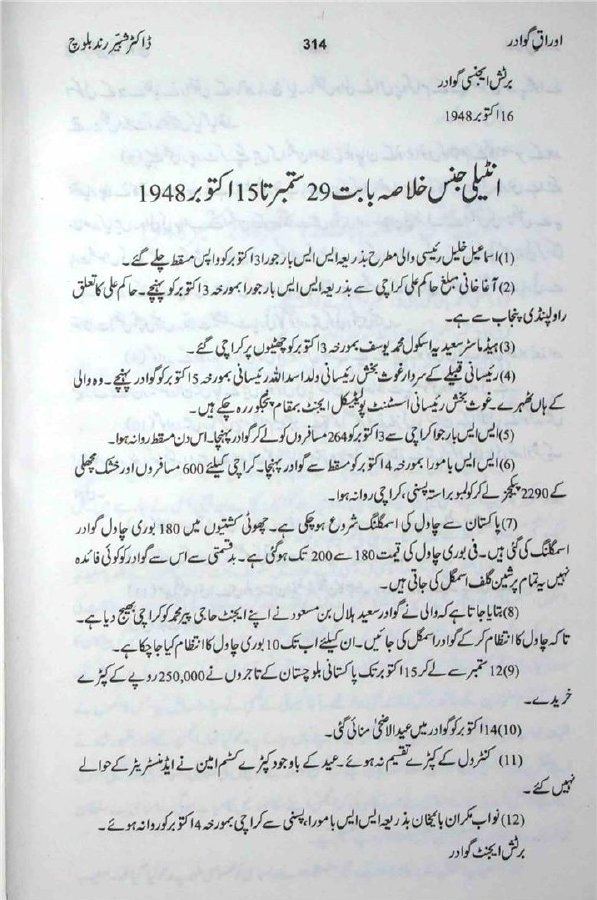 اوراقِ گوادر 314 ڈاکٹر شبیر رند بلوچ
برٹش ایجنسی گوادر
16 اکتوبر 1948
انٹیلی جنس خلاصہ بابت 29 ستمبر تا 15 اکتوبر 1948
(1) اسماعیل خلیل رئیسی والی مطرح بذریعہ ایس ایس بارجورا 3 اکتوبر کو واپس مسقط چلے گئے۔
(2) آغا خانی مبلغ حاکم علی کراچی سے بذریعہ ایس ایس بارجورا بمورخہ 3 اکتوبر کو پہنچے۔ حاکم علی کا تعلق
راولپنڈی پنجاب سے ہے۔
(3) ہیڈ ماسٹر سعیدیہ اسکول محمد یوسف بمورخہ 3 اکتوبر کو چھٹیوں پر کراچی گئے۔
(4) رئیسانی قبیلے کے سردار غوث بخش رئیسانی ولد اسد اللہ رئیسانی بمورخہ 5 اکتوبر کو گوادر پہنچے۔ وہ والی
کے ہاں ٹھہرے۔ غوث بخش رئیسانی اسسٹنٹ پولیٹیکل ایجنٹ بمقام پنجگور رہ چکے ہیں۔
(5) ایس ایس بارجوا کراچی سے 3 اکتوبر کو 264 مسافروں کو لے کر گوادر پہنچا۔ اس دن مسقط روانہ ہوا۔
(6) ایس ایس بامورا بمورخہ 4 اکتوبر کو مسقط سے گوادر پہنچا۔ کراچی کیلئے 600 مسافروں اور خشک مچھلی
کے 2290 پیکجز لے کر کولمبو براستہ پسنی، کراچی روانہ ہوا۔
(7) پاکستان سے چاول کی اسمگلنگ شروع ہو چکی ہے۔ چھوٹی کشتیوں میں 180 بوری چاول گوادر
اسمگلنگ کی گئی ہیں۔ فی بوری چاول کی قیمت 180 سے 200 تک ہو گئی ہے۔ بدقسمتی سے اس سے گوادر کو کوئی فائدہ
نہیں یہ تمام پرشین گلف اسمگل کی جاتی ہیں۔
(8) بتایا جاتا ہے کہ والی نے گوادر سعید ہلال بن مسعود نے اپنے ایجنٹ حاجی پیر محمد کو کراچی بھیج دیا ہے۔
تا کہ چاول کا انتظام کر کے گوادر اسمگل کی جائیں۔ ان کیلئے اب تک 10 بوری چاول کا انتظام کیا جا چکا ہے۔
(9) 12 ستمبر سے لے کر 15 اکتوبر تک پاکستانی بلوچستان کے تاجروں نے 250,000 روپے کے کپڑے
خریدے۔
(10) 14 اکتوبر کو گوادر میں عید الاضحیٰ منائی گئی۔
(11) کنٹرول کے کپڑے تقسیم نہ ہوئے۔ عید کے باوجود کپڑے کسٹم امین نے ایڈمنسٹریٹر کے حوالے
نہیں کئے۔
(12) نواب مکران بائیخان بذریعہ ایس ایس بامورا، پسنی سے کراچی بمورخہ 4 اکتوبر کو روانہ ہوئے۔
برٹش ایجنٹ گوادر